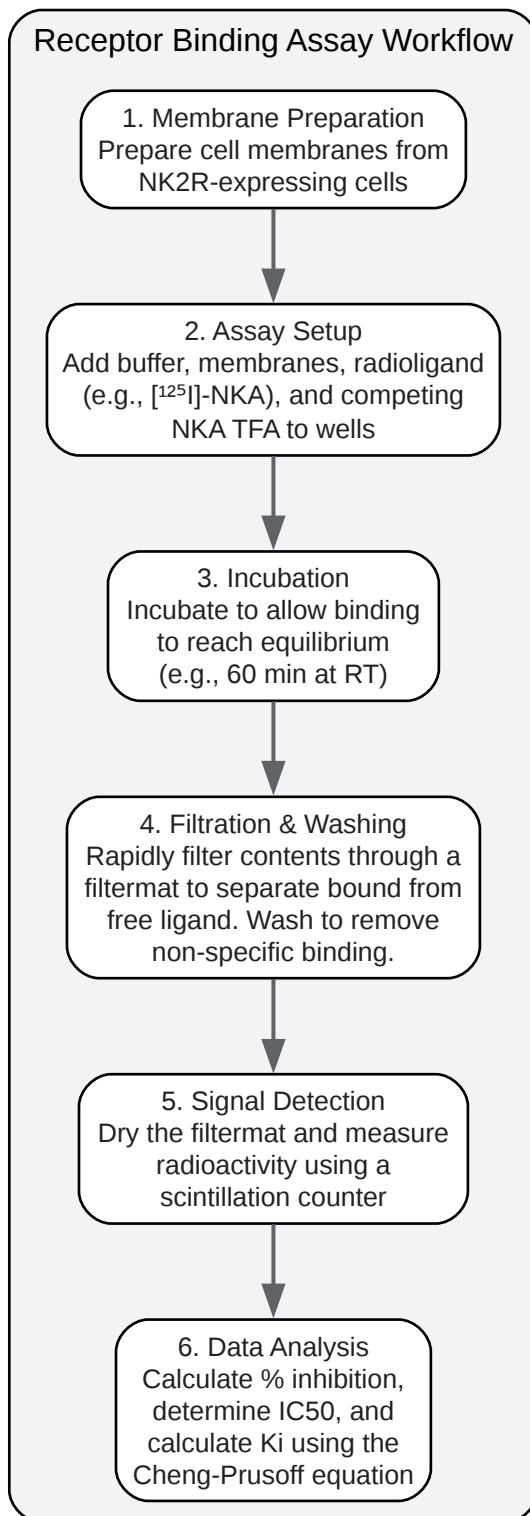 Receptor Binding Assay Workflow
1. Membrane Preparation
Prepare cell membranes from
NK2R-expressing cells
2. Assay Setup
Add buffer, membranes, radioligand
(e.g., [¹²⁵I]-NKA), and competing
NKA TFA to wells
3. Incubation
Incubate to allow binding
to reach equilibrium
(e.g., 60 min at RT)
4. Filtration & Washing
Rapidly filter contents through a
filtermat to separate bound from
free ligand. Wash to remove
non-specific binding.
5. Signal Detection
Dry the filtermat and measure
radioactivity using a
scintillation counter
6. Data Analysis
Calculate % inhibition,
determine IC50, and
calculate Ki using the
Cheng-Prusoff equation